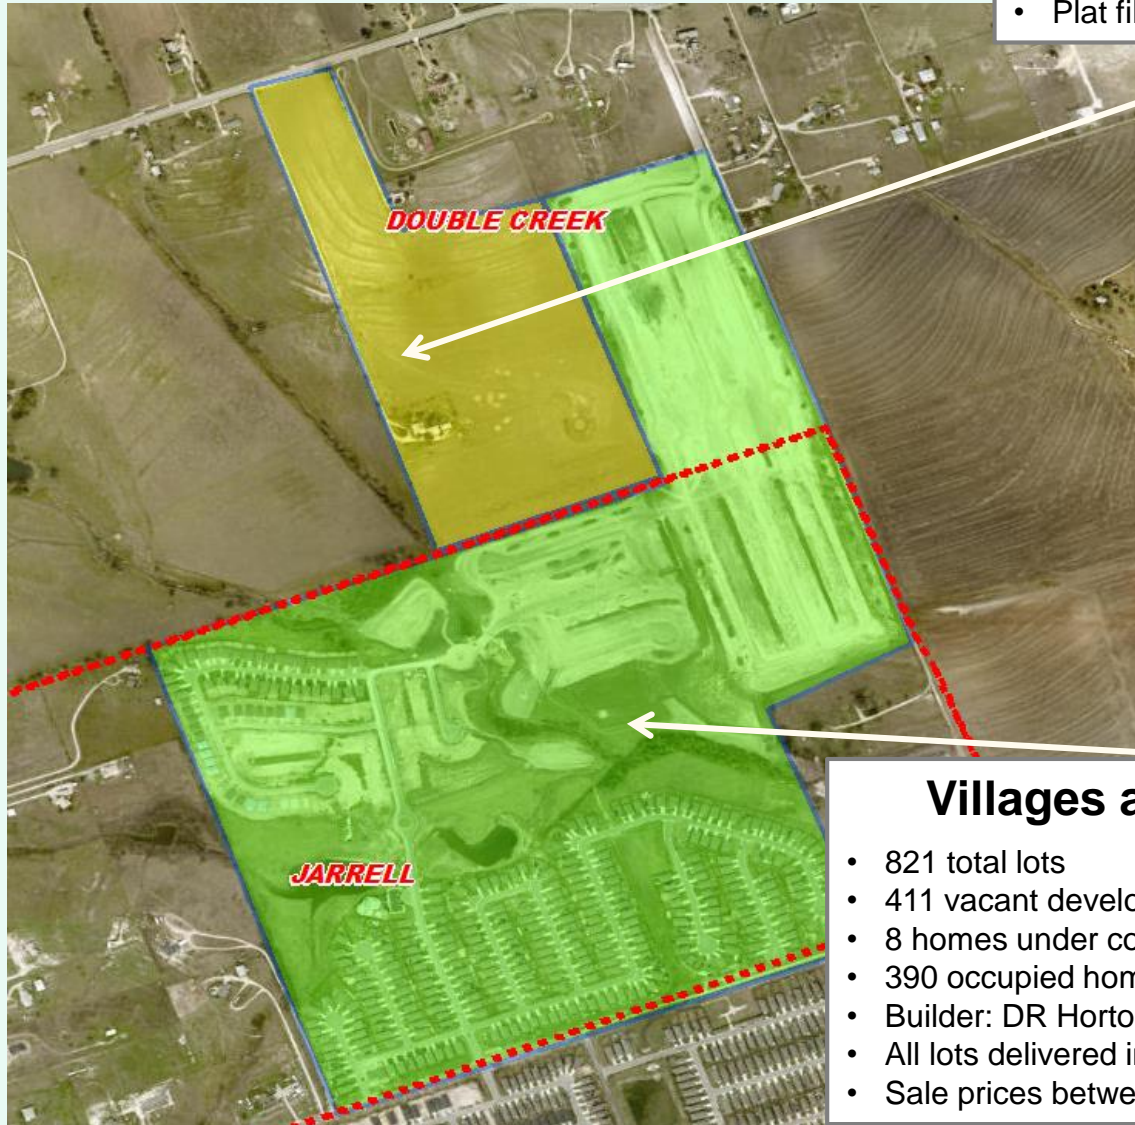 • Plat fil
DOUBLE CREEK
JARRELL
Villages a
• 821 total lots
• 411 vacant develo
• 8 homes under co
• 390 occupied hom
• Builder: DR Horto
• All lots delivered i
• Sale prices betwe